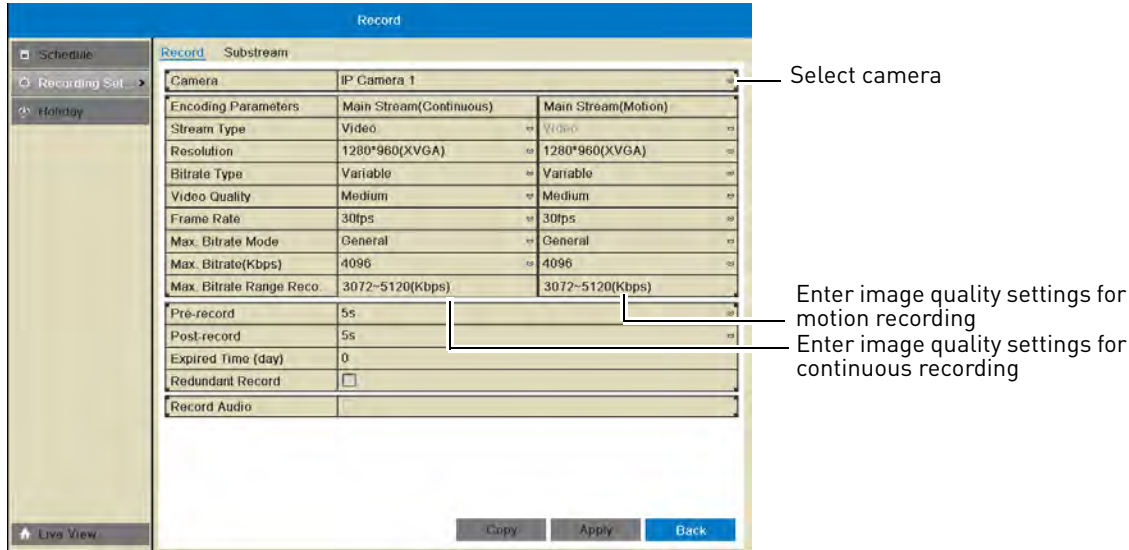 Record
Schedule
Recording Set...
Holiday
Record Substream
Camera IP Camera 1
Select camera
Encoding Parameters Main Stream(Continuous) Main Stream(Motion)
Stream Type Video Video
Resolution 1280*960(XVGA) 1280*960(XVGA)
Bitrate Type Variable Variable
Video Quality Medium Medium
Frame Rate 30fps 30fps
Max. Bitrate Mode General General
Max. Bitrate(Kbps) 4096 4096
Max. Bitrate Range Reco. 3072~5120(Kbps) 3072~5120(Kbps)
Enter image quality settings for
motion recording
Enter image quality settings for
continuous recording
Pre-record 5s
Post-record 5s
Expired Time (day) 0
Redundant Record
Record Audio
Live View
Copy Apply Back